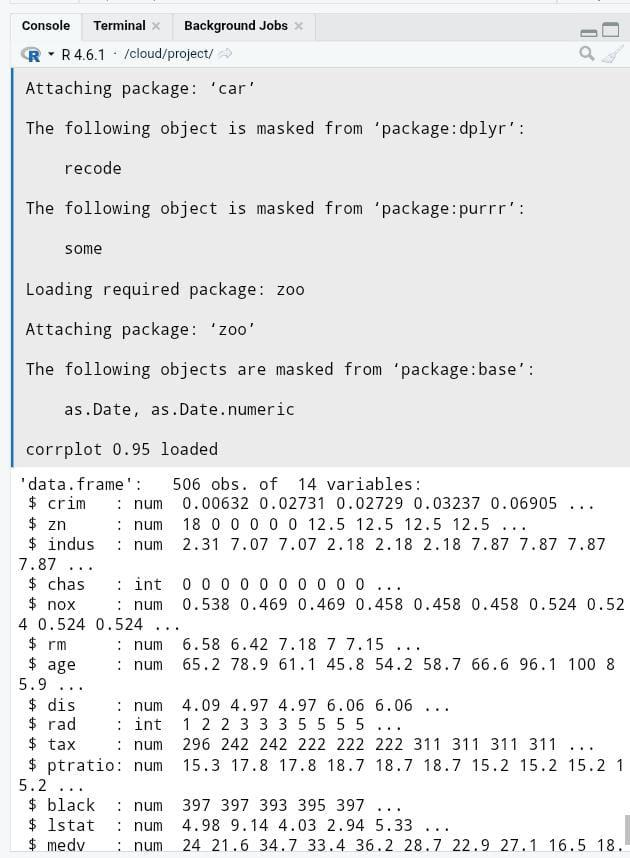 Console Terminal × Background Jobs ×
R R 4.6.1 · /cloud/project/
Attaching package: ‘car’
The following object is masked from ‘package:dplyr’:
recode
The following object is masked from ‘package:purrr’:
some
Loading required package: zoo
Attaching package: ‘zoo’
The following objects are masked from ‘package:base’:
as.Date, as.Date.numeric
corrplot 0.95 loaded
'data.frame':   506 obs. of  14 variables:
 $ crim   : num  0.00632 0.02731 0.02729 0.03237 0.06905 ...
 $ zn     : num  18 0 0 0 0 0 12.5 12.5 12.5 12.5 ...
 $ indus  : num  2.31 7.07 7.07 2.18 2.18 2.18 7.87 7.87 7.87
7.87 ...
 $ chas   : int  0 0 0 0 0 0 0 0 0 0 ...
 $ nox    : num  0.538 0.469 0.469 0.458 0.458 0.458 0.524 0.52
4 0.524 0.524 ...
 $ rm     : num  6.58 6.42 7.18 7 7.15 ...
 $ age    : num  65.2 78.9 61.1 45.8 54.2 58.7 66.6 96.1 100 8
5.9 ...
 $ dis    : num  4.09 4.97 4.97 6.06 6.06 ...
 $ rad    : int  1 2 2 3 3 3 5 5 5 5 ...
 $ tax    : num  296 242 242 222 222 222 311 311 311 311 ...
 $ ptratio: num  15.3 17.8 17.8 18.7 18.7 18.7 15.2 15.2 15.2 1
5.2 ...
 $ black  : num  397 397 393 395 397 ...
 $ lstat  : num  4.98 9.14 4.03 2.94 5.33 ...
 $ medv   : num  24 21.6 34.7 33.4 36.2 28.7 22.9 27.1 16.5 18.